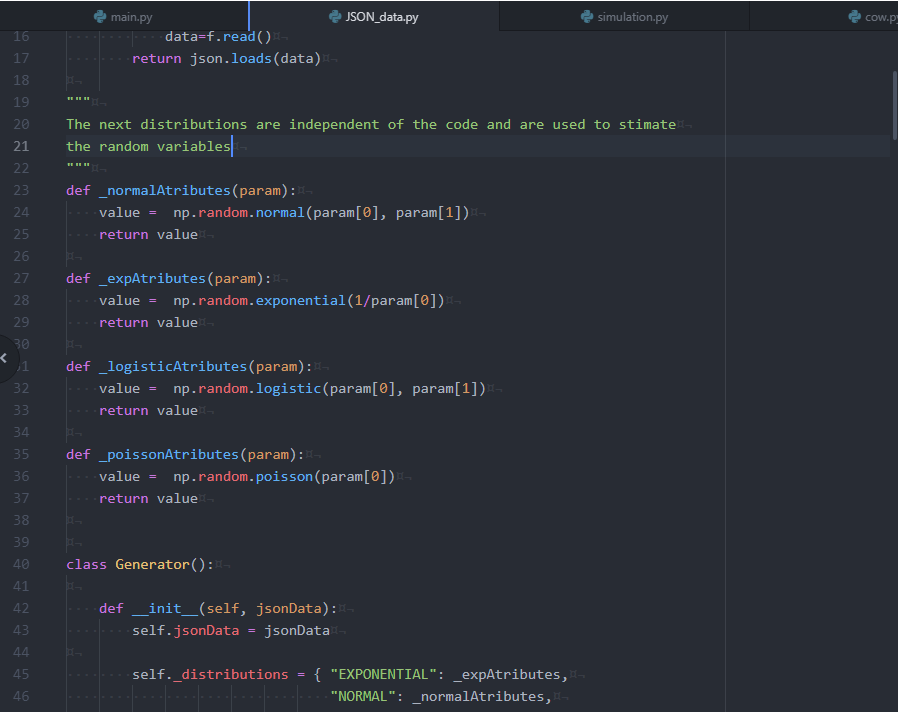 main.py JSON_data.py simulation.py cow.py
16 data=f.read()
17 return json.loads(data)
18
19 """
20 The next distributions are independent of the code and are used to stimate
21 the random variables
22 """
23 def _normalAtributes(param):
24 value =  np.random.normal(param[0], param[1])
25 return value
26
27 def _expAtributes(param):
28 value =  np.random.exponential(1/param[0])
29 return value
30
31 def _logisticAtributes(param):
32 value =  np.random.logistic(param[0], param[1])
33 return value
34
35 def _poissonAtributes(param):
36 value =  np.random.poisson(param[0])
37 return value
38
39
40 class Generator():
41
42 def __init__(self, jsonData):
43 self.jsonData = jsonData
44
45 self._distributions = { "EXPONENTIAL": _expAtributes,
46 "NORMAL": _normalAtributes,